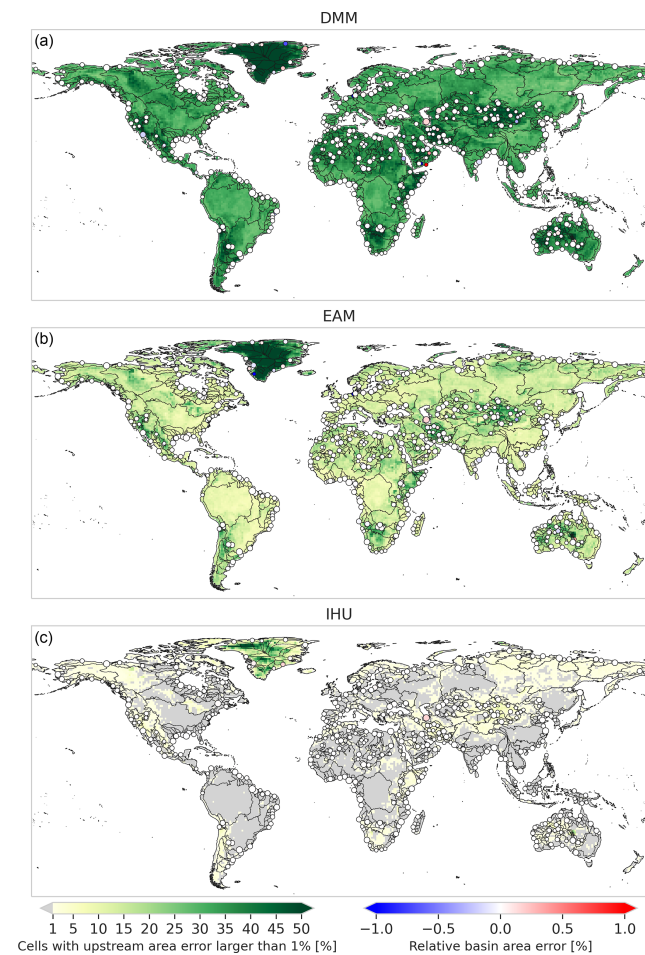 DMM
(a)
EAM
(b)
IHU
(c)
1 5 10 15 20 25 30 35 40 45 50
Cells with upstream area error larger than 1% [%]
−1.0 −0.5 0.0 0.5 1.0
Relative basin area error [%]